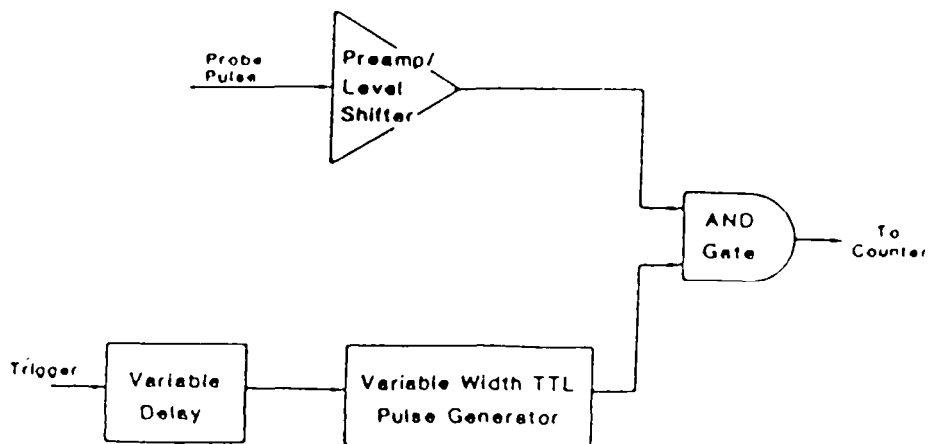 Probe
Pulse
Preamp/
Level
Shifter
AND
Gate
To
Counter
Trigger
Variable
Delay
Variable Width TTL
Pulse Generator